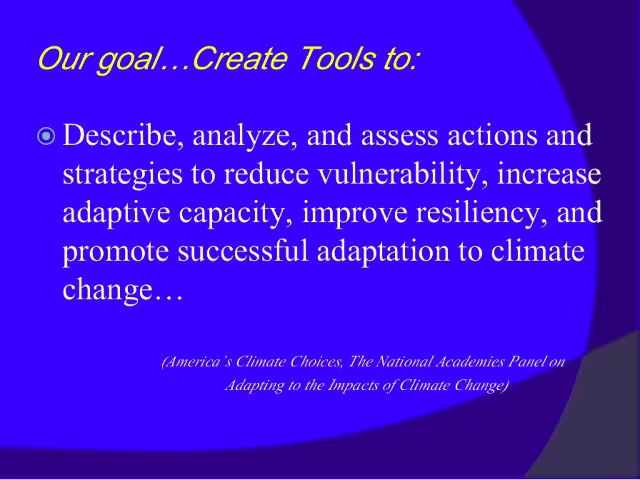 Our goal…Create Tools to:
Describe, analyze, and assess actions and
strategies to reduce vulnerability, increase
adaptive capacity, improve resiliency, and
promote successful adaptation to climate
change…
(America's Climate Choices, The National Academies Panel on
Adapting to the Impacts of Climate Change)